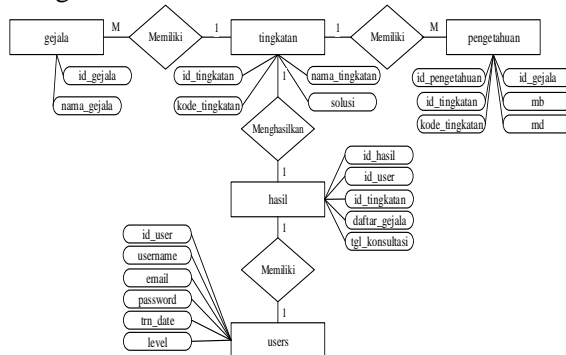 gejala
M
Memiliki
1
tingkatan
1
Memiliki
M
pengetahuan
id_gejala
nama_gejala
id_tingkatan
kode_tingkatan
nama_tingkatan
solusi
1
id_pengetahuan
id_tingkatan
kode_tingkatan
id_gejala
mb
md
Menghasilkan
1
hasil
id_hasil
id_user
id_tingkatan
daftar_gejala
tgl_konsultasi
1
Memiliki
1
users
id_user
username
email
password
trn_date
level